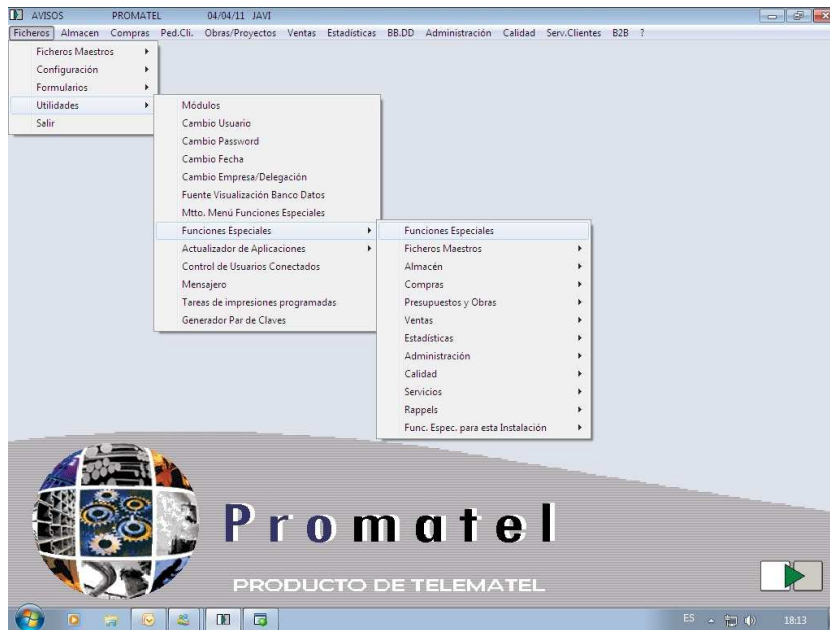 AVISOS PROMATEL 04/04/11 JAVI
Ficheros Almacen Compras Ped.Cli. Obras/Proyectos Ventas Estadísticas BB.DD Administración Calidad Serv.Clientes B2B ?
Ficheros Maestros
Configuración
Formularios
Utilidades
Salir
Módulos
Cambio Usuario
Cambio Password
Cambio Fecha
Cambio Empresa/Delegación
Fuente Visualización Banco Datos
Mtto. Menú Funciones Especiales
Funciones Especiales
Actualizador de Aplicaciones
Control de Usuarios Conectados
Mensajero
Tareas de impresiones programadas
Generador Par de Claves
Funciones Especiales
Ficheros Maestros
Almacén
Compras
Presupuestos y Obras
Ventas
Estadísticas
Administración
Calidad
Servicios
Rappels
Func. Espec. para esta Instalación
Promatel
PRODUCTO DE TELEMATEL
ES 18:13